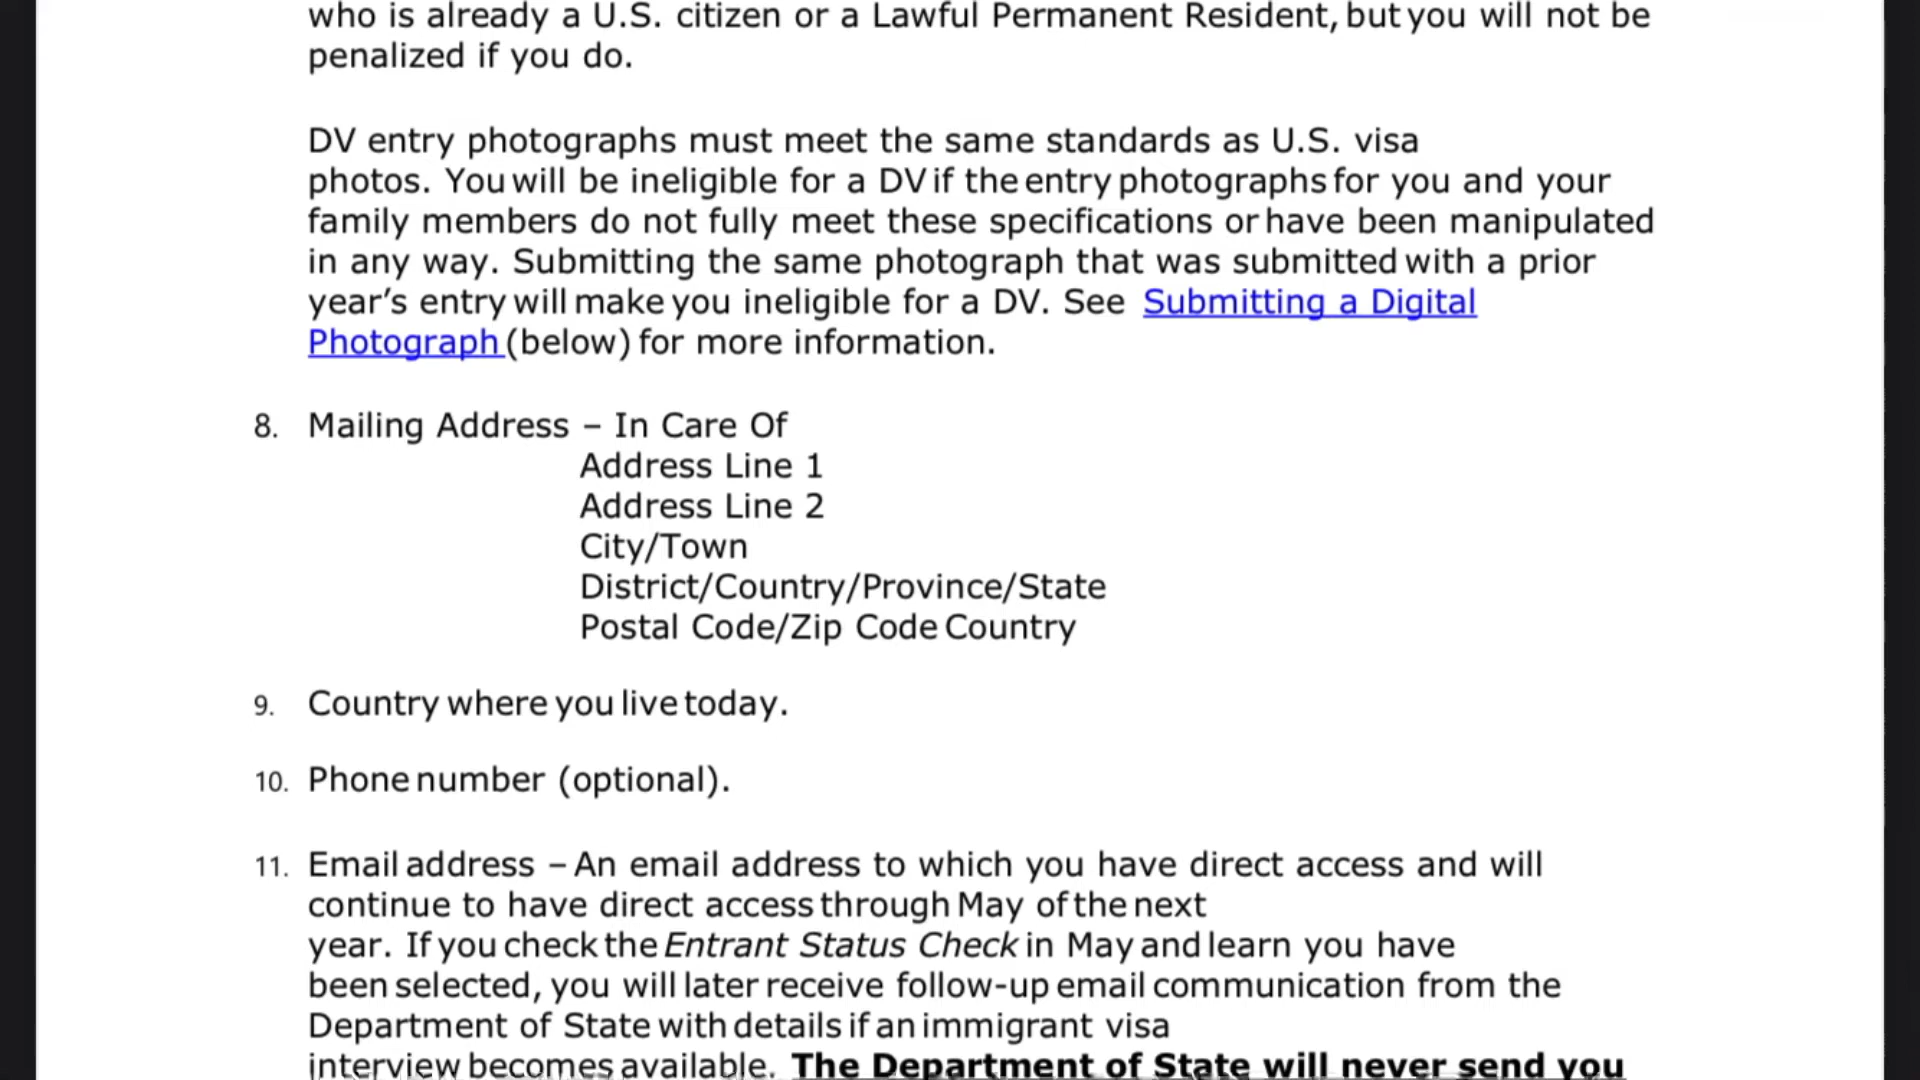 who is already a U.S. citizen or a Lawful Permanent Resident, but you will not be
penalized if you do.
DV entry photographs must meet the same standards as U.S. visa
photos. You will be ineligible for a DV if the entry photographs for you and your
family members do not fully meet these specifications or have been manipulated
in any way. Submitting the same photograph that was submitted with a prior
year’s entry will make you ineligible for a DV. See Submitting a Digital
Photograph (below) for more information.
8. Mailing Address – In Care Of
Address Line 1
Address Line 2
City/Town
District/Country/Province/State
Postal Code/Zip Code Country
9. Country where you live today.
10. Phone number (optional).
11. Email address – An email address to which you have direct access and will
continue to have direct access through May of the next
year. If you check the Entrant Status Check in May and learn you have
been selected, you will later receive follow-up email communication from the
Department of State with details if an immigrant visa
interview becomes available. The Department of State will never send you